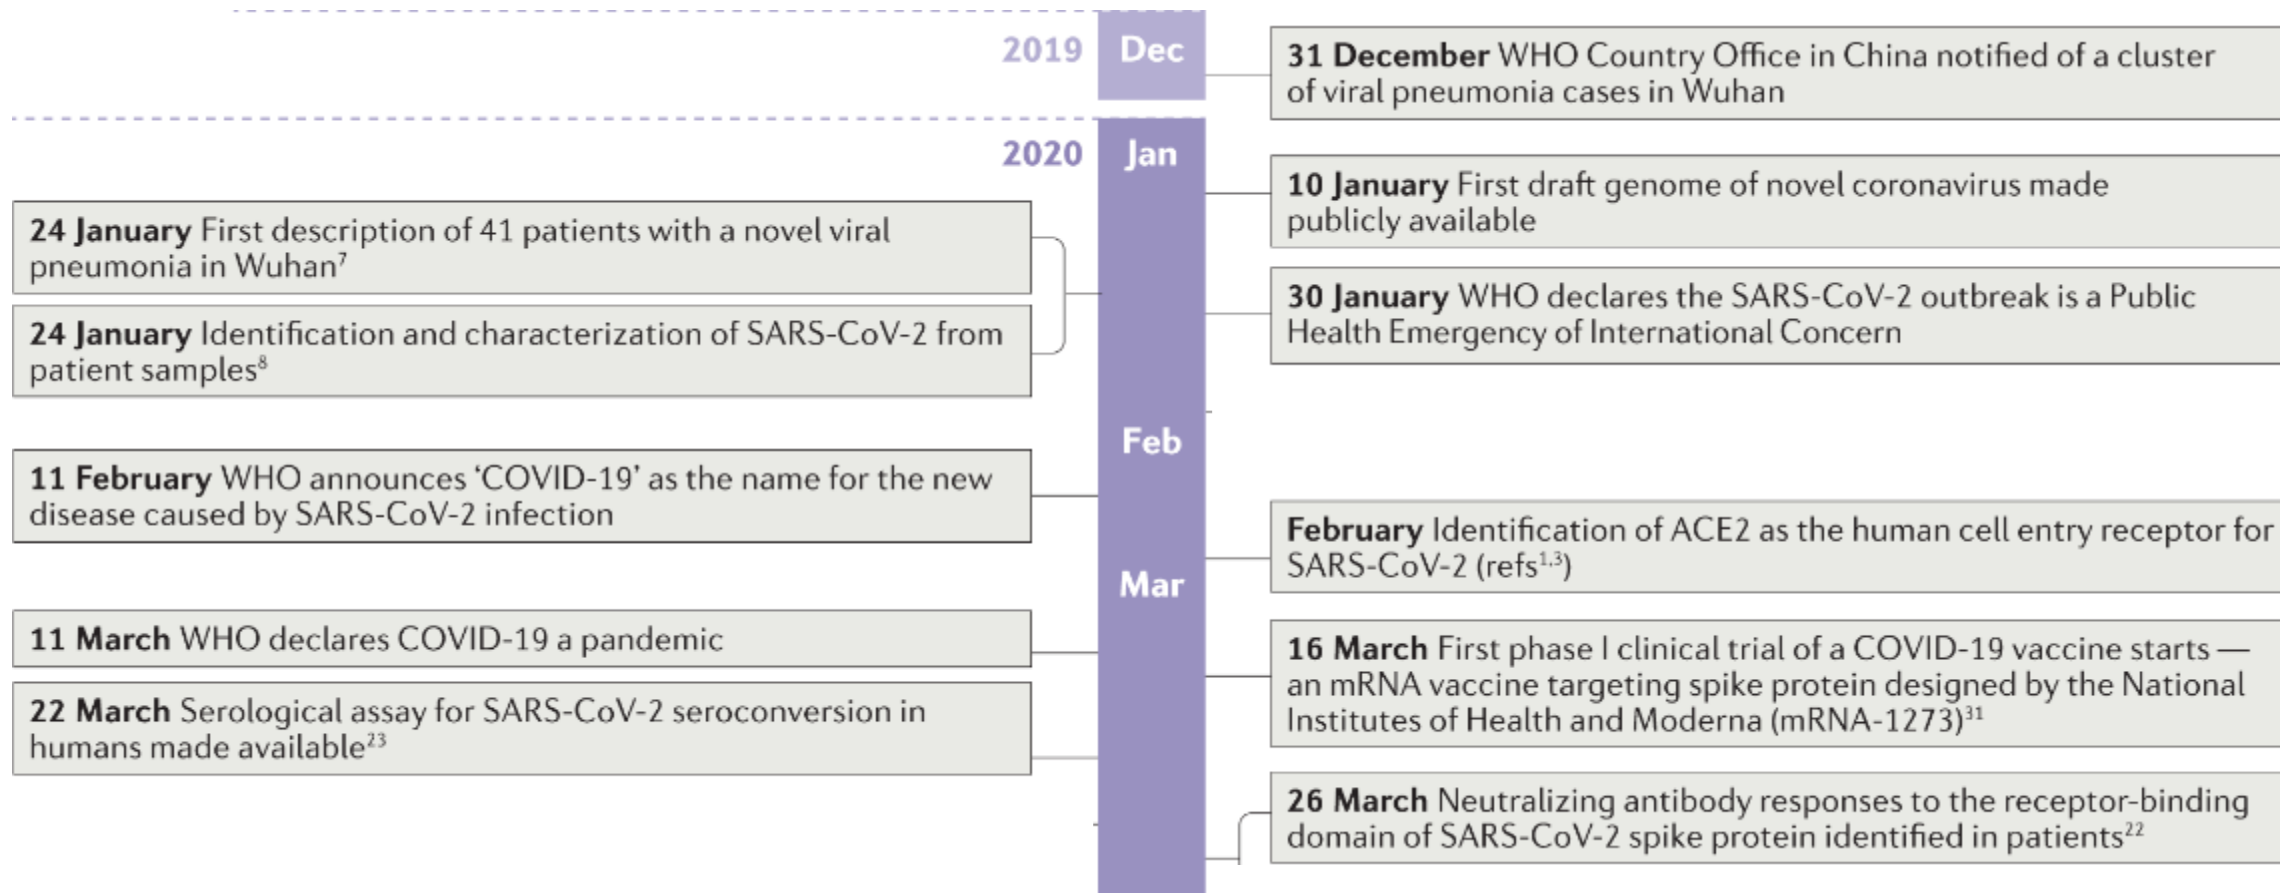 2019
Dec
31 December WHO Country Office in China notified of a cluster
of viral pneumonia cases in Wuhan
2020
Jan
10 January First draft genome of novel coronavirus made
publicly available
24 January First description of 41 patients with a novel viral
pneumonia in Wuhan⁷
24 January Identification and characterization of SARS-CoV-2 from
patient samples⁸
30 January WHO declares the SARS-CoV-2 outbreak is a Public
Health Emergency of International Concern
Feb
11 February WHO announces ‘COVID-19’ as the name for the new
disease caused by SARS-CoV-2 infection
February Identification of ACE2 as the human cell entry receptor for
SARS-CoV-2 (refs¹,³)
Mar
11 March WHO declares COVID-19 a pandemic
16 March First phase I clinical trial of a COVID-19 vaccine starts —
an mRNA vaccine targeting spike protein designed by the National
Institutes of Health and Moderna (mRNA-1273)³¹
22 March Serological assay for SARS-CoV-2 seroconversion in
humans made available²³
26 March Neutralizing antibody responses to the receptor-binding
domain of SARS-CoV-2 spike protein identified in patients²²